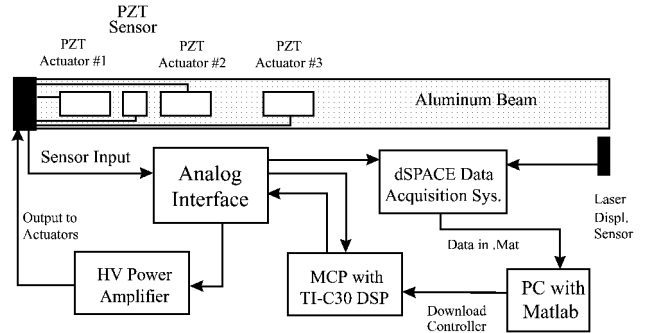 PZT
Sensor
PZT
Actuator #1
PZT
Actuator #2
PZT
Actuator #3
Aluminum Beam
Sensor Input
Analog
Interface
dSPACE Data
Acquisition Sys.
Laser
Displ.
Sensor
Output to
Actuators
Data in .Mat
HV Power
Amplifier
MCP with
TI-C30 DSP
Download
Controller
PC with
Matlab